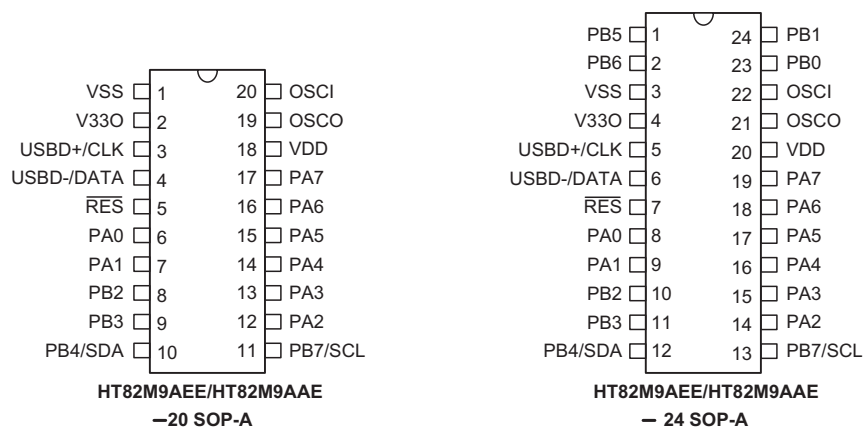 VSS 1 20 OSCI
V33O 2 19 OSCO
USBD+/CLK 3 18 VDD
USBD-/DATA 4 17 PA7
RES 5 16 PA6
PA0 6 15 PA5
PA1 7 14 PA4
PB2 8 13 PA3
PB3 9 12 PA2
PB4/SDA 10 11 PB7/SCL
HT82M9AEE/HT82M9AAE
–20 SOP-A
PB5 1 24 PB1
PB6 2 23 PB0
VSS 3 22 OSCI
V33O 4 21 OSCO
USBD+/CLK 5 20 VDD
USBD-/DATA 6 19 PA7
RES 7 18 PA6
PA0 8 17 PA5
PA1 9 16 PA4
PB2 10 15 PA3
PB3 11 14 PA2
PB4/SDA 12 13 PB7/SCL
HT82M9AEE/HT82M9AAE
– 24 SOP-A